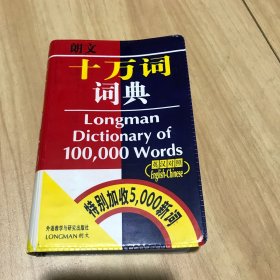 朗文
十万词
词典
Longman
Dictionary of
100,000 Words
英汉对照
English-Chinese
特别加收5,000新词
外语教学与研究出版社
LONGMAN 朗文